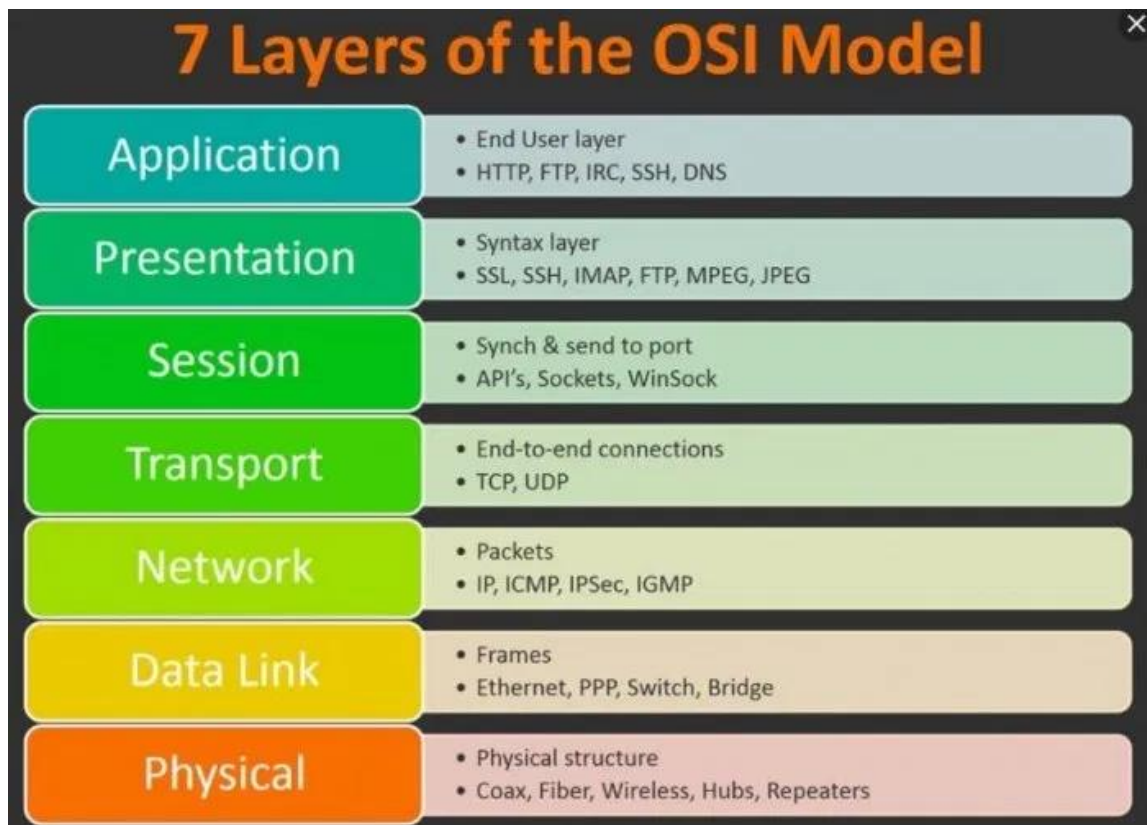 7 Layers of the OSI Model
Application
• End User layer
• HTTP, FTP, IRC, SSH, DNS
Presentation
• Syntax layer
• SSL, SSH, IMAP, FTP, MPEG, JPEG
Session
• Synch & send to port
• API's, Sockets, WinSock
Transport
• End-to-end connections
• TCP, UDP
Network
• Packets
• IP, ICMP, IPSec, IGMP
Data Link
• Frames
• Ethernet, PPP, Switch, Bridge
Physical
• Physical structure
• Coax, Fiber, Wireless, Hubs, Repeaters